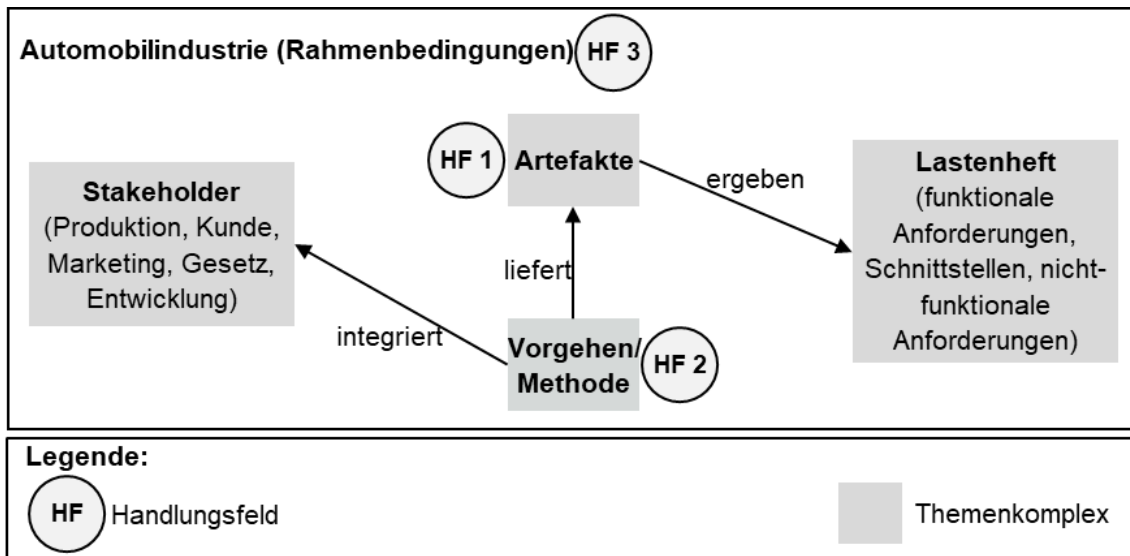 Automobilindustrie (Rahmenbedingungen) HF 3
HF 1
Artefakte
Stakeholder
(Produktion, Kunde,
Marketing, Gesetz,
Entwicklung)
ergeben
Lastenheft
(funktionale
Anforderungen,
Schnittstellen, nicht-
funktionale
Anforderungen)
liefert
integriert
Vorgehen/
Methode
HF 2
Legende:
HF Handlungsfeld
Themenkomplex